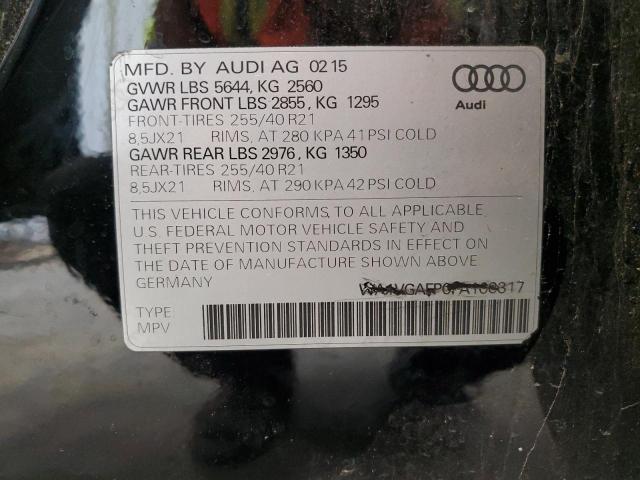 MFD. BY AUDI AG 02 15
GVWR LBS 5644, KG 2560
GAWR FRONT LBS 2855, KG 1295
FRONT-TIRES 255/40 R21
8,5JX21 RIMS, AT 280 KPA 41 PSI COLD
GAWR REAR LBS 2976, KG 1350
REAR-TIRES 255/40 R21
8,5JX21 RIMS, AT 290 KPA 42 PSI COLD
Audi
THIS VEHICLE CONFORMS TO ALL APPLICABLE
U.S. FEDERAL MOTOR VEHICLE SAFETY AND
THEFT PREVENTION STANDARDS IN EFFECT ON
THE DATE OF MANUFACTURE SHOWN ABOVE
GERMANY
TYPE:
MPV